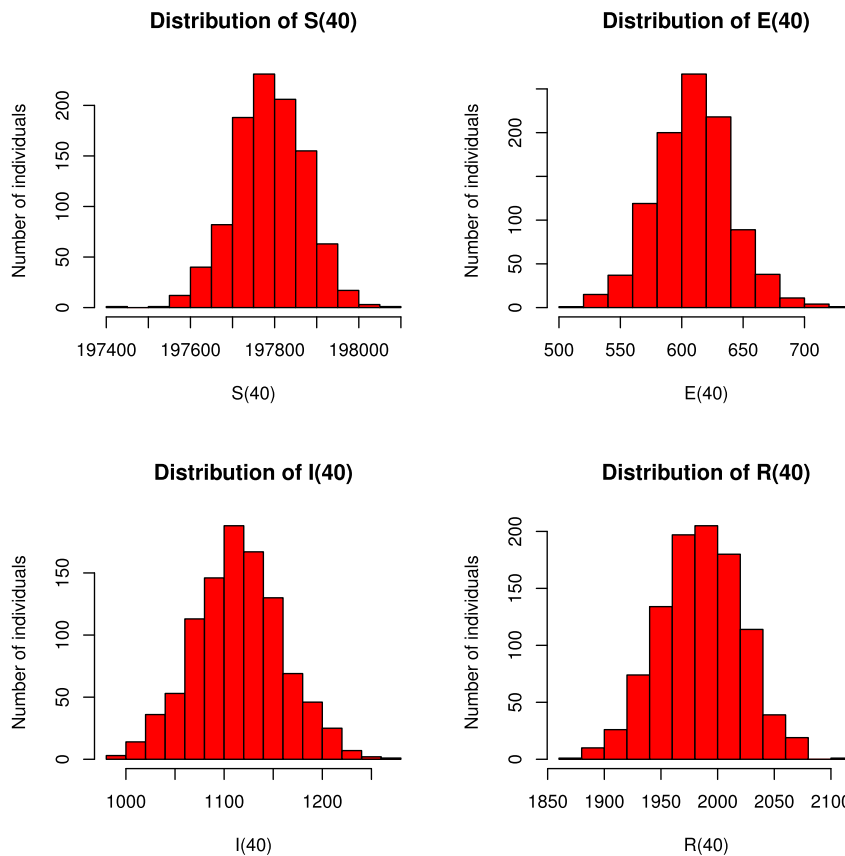 Distribution of S(40)
Number of individuals
0 50 100 150 200
197400 197600 197800 198000
S(40)
Distribution of E(40)
Number of individuals
0 50 100 200
500 550 600 650 700
E(40)
Distribution of I(40)
Number of individuals
0 50 100 150
1000 1100 1200
I(40)
Distribution of R(40)
Number of individuals
0 50 100 150 200
1850 1900 1950 2000 2050 2100
R(40)